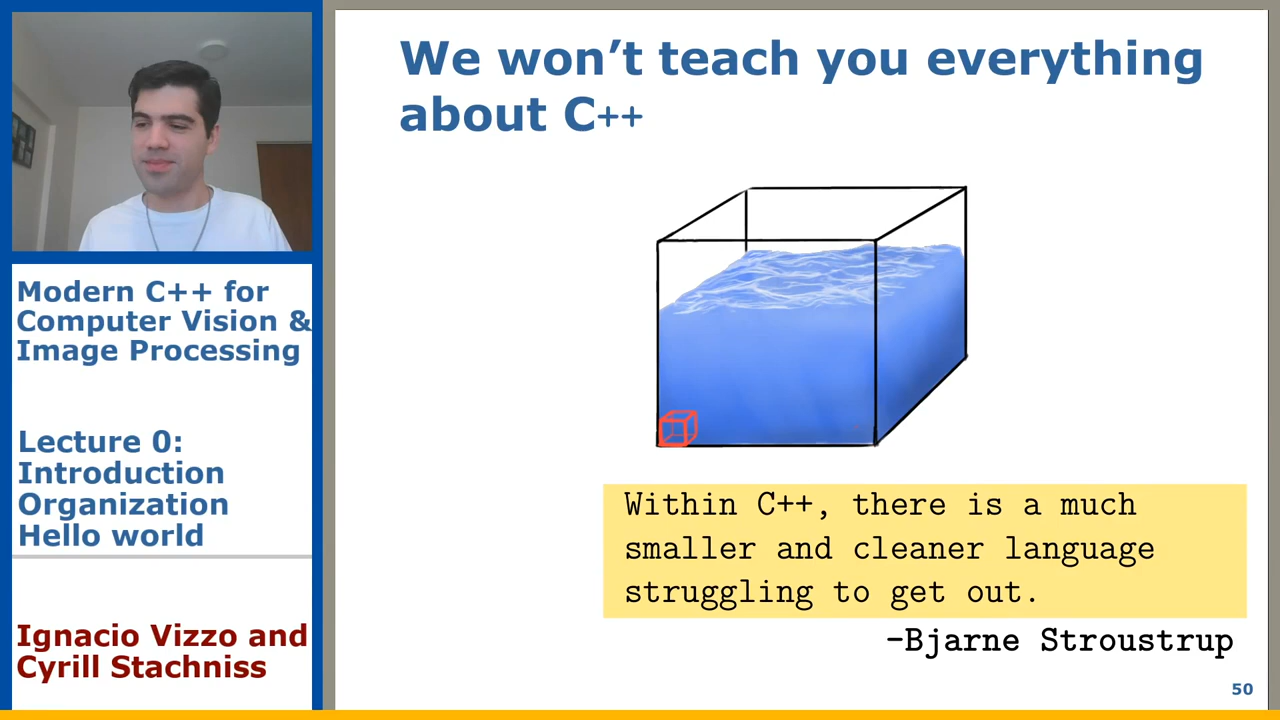 We won't teach you everything
about C++
Modern C++ for
Computer Vision &
Image Processing
Lecture 0:
Introduction
Organization
Hello world
Ignacio Vizzo and
Cyrill Stachniss
Within C++, there is a much
smaller and cleaner language
struggling to get out.
-Bjarne Stroustrup
50